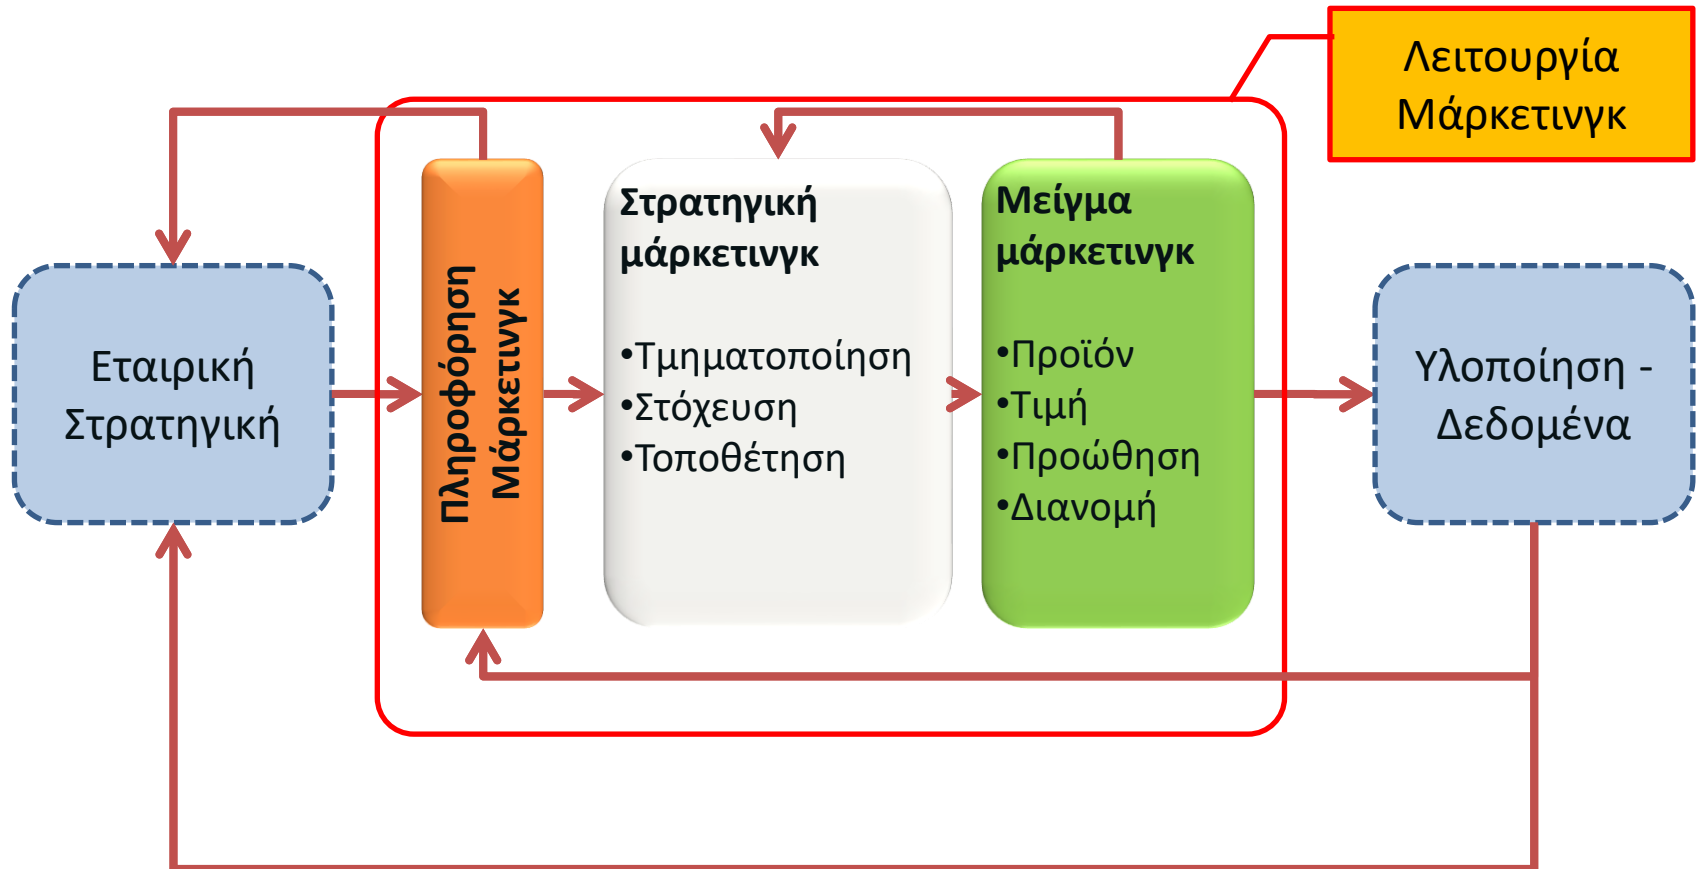 Λειτουργία
Μάρκετινγκ
Εταιρική
Στρατηγική
Πληροφόρηση
Μάρκετινγκ
Στρατηγική
μάρκετινγκ
•Τμηματοποίηση
•Στόχευση
•Τοποθέτηση
Μείγμα
μάρκετινγκ
•Προϊόν
•Τιμή
•Προώθηση
•Διανομή
Υλοποίηση -
Δεδομένα